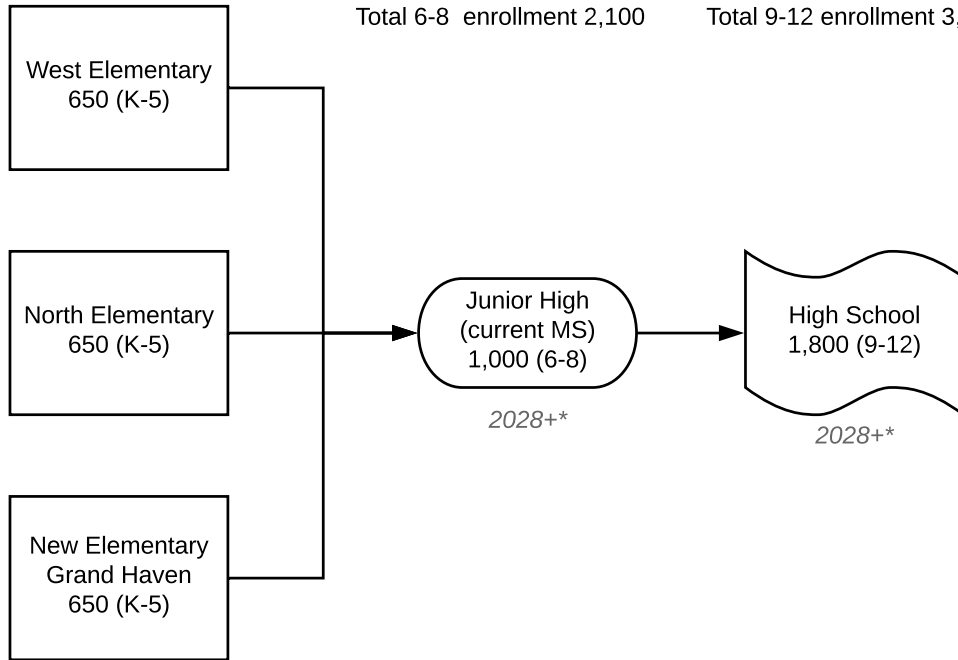 Total 6-8 enrollment 2,100
Total 9-12 enrollment 3,
West Elementary
650 (K-5)
North Elementary
650 (K-5)
Junior High
(current MS)
1,000 (6-8)
2028+*
High School
1,800 (9-12)
2028+*
New Elementary
Grand Haven
650 (K-5)